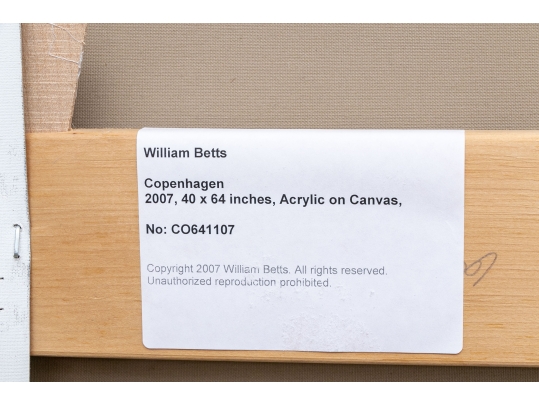 William Betts
Copenhagen
2007, 40 x 64 inches, Acrylic on Canvas,
No: CO641107
Copyright 2007 William Betts. All rights reserved.
Unauthorized reproduction prohibited.